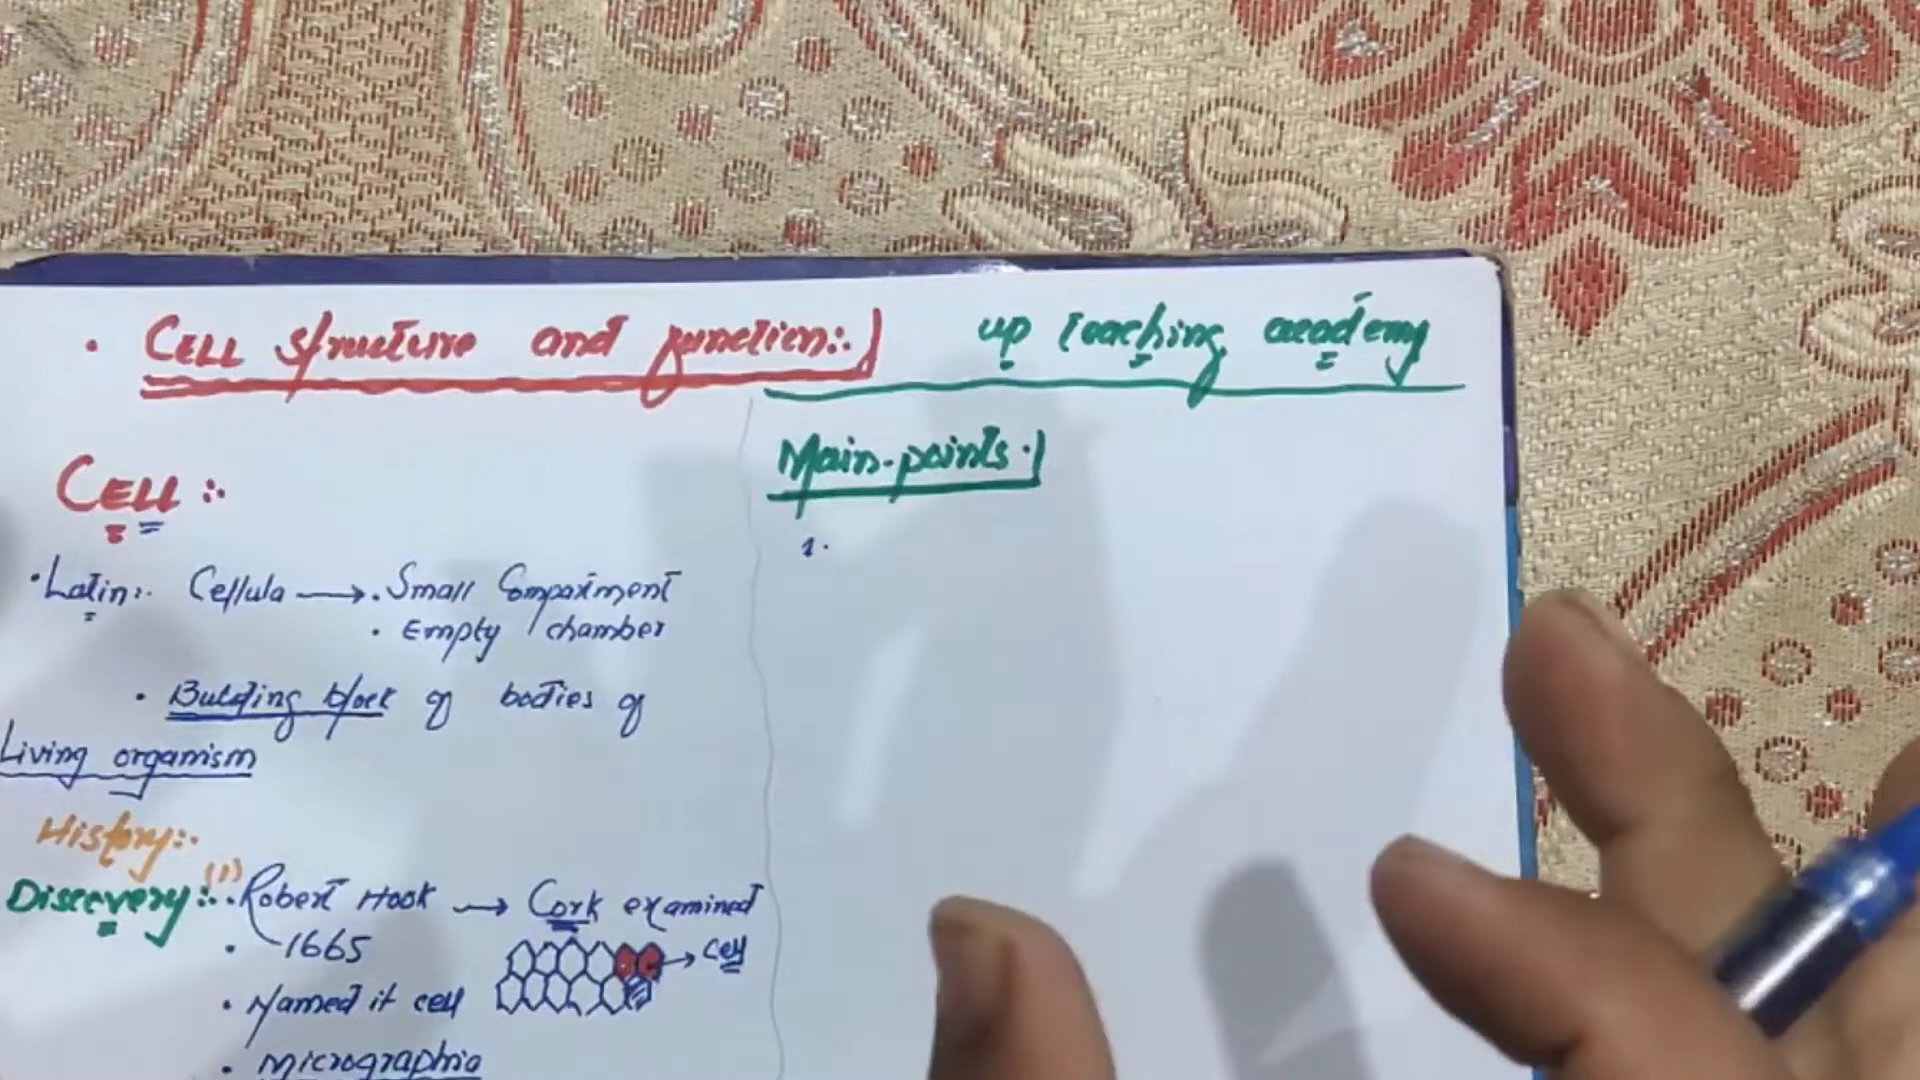 • CELL structure and function:. up teaching academy
Main-points.
CELL :.
1.
• Latin:. Cellula → . Small Compartment
• Empty chamber
• Building block of bodies of
Living organism
History:.
Discovery:. (1) Robert Hook → Cork examined
• 1665
→ Cell
• Named it cell
• Micrographia